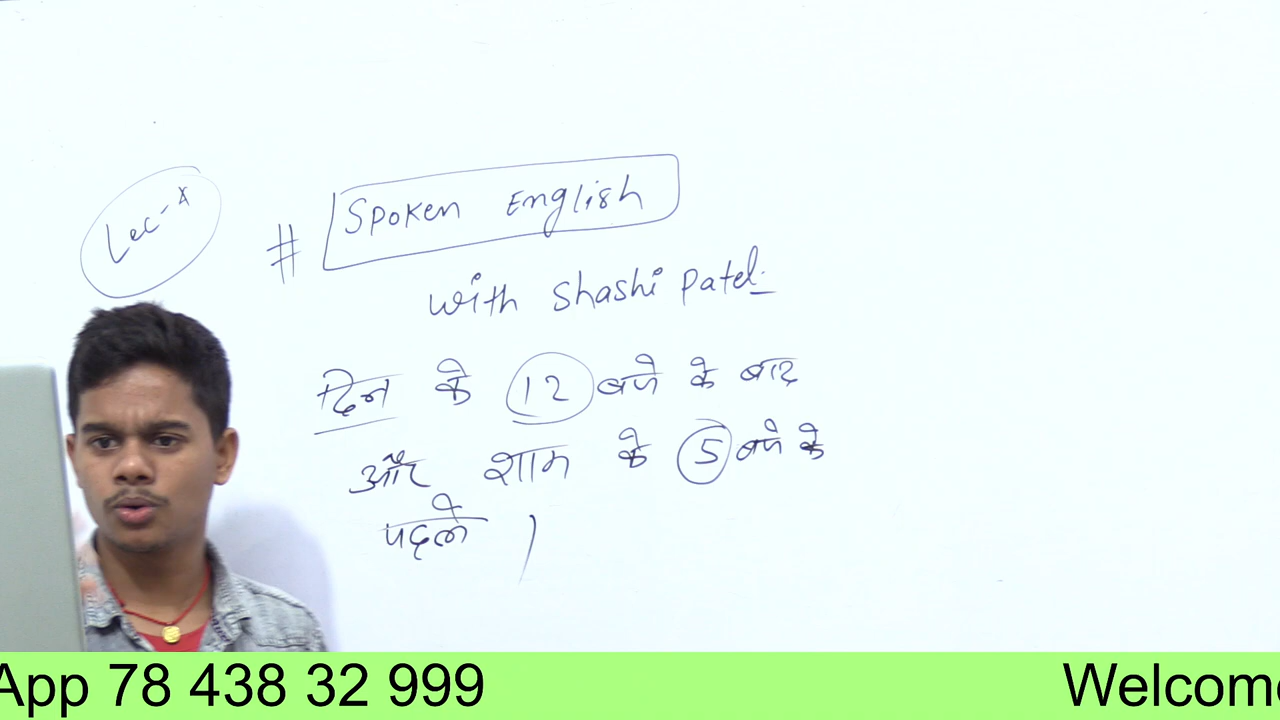 Lec-x
# Spoken English
with Shashi Patel.
दिन के 12 बजे के बाद
और शाम के 5 बजे के
पहले |
App 78 438 32 999
Welcome